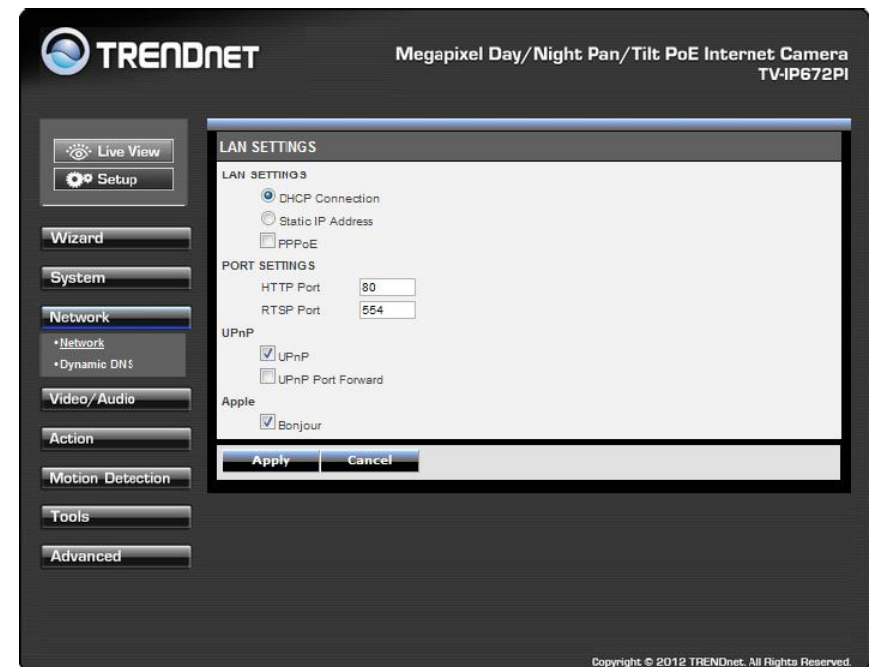 TRENDNET
Megapixel Day/Night Pan/Tilt PoE Internet Camera
TV-IP672PI
Live View
Setup
Wizard
System
Network
•Network
•Dynamic DNS
Video/Audio
Action
Motion Detection
Tools
Advanced
LAN SETTINGS
LAN SETTINGS
DHCP Connection
Static IP Address
PPPoE
PORT SETTINGS
HTTP Port 80
RTSP Port 554
UPnP
UPnP
UPnP Port Forward
Apple
Bonjour
Apply Cancel
Copyright © 2012 TRENDnet. All Rights Reserved.